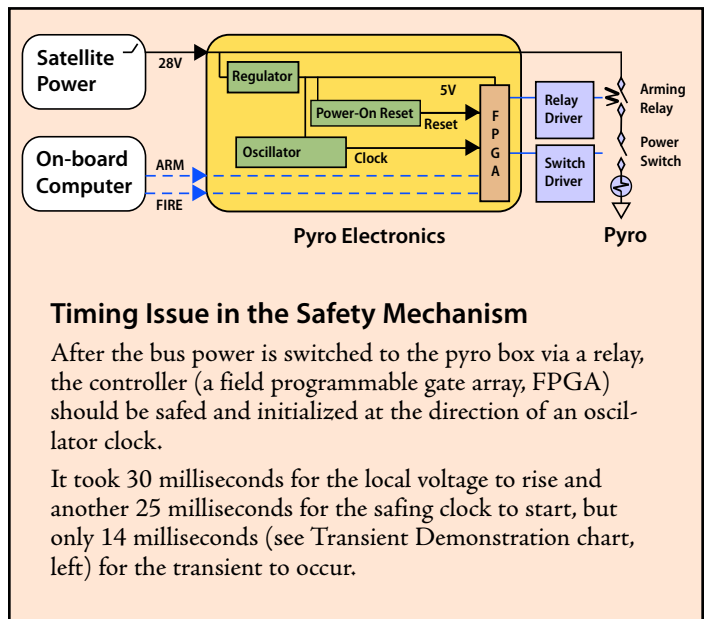 Satellite
Power
28V
Regulator
5V
Power-On Reset
Reset
Oscillator
Clock
F
P
G
A
Relay
Driver
Arming
Relay
On-board
Computer
ARM
FIRE
Switch
Driver
Power
Switch
Pyro Electronics
Pyro
Timing Issue in the Safety Mechanism
After the bus power is switched to the pyro box via a relay,
the controller (a field programmable gate array, FPGA)
should be safed and initialized at the direction of an oscil-
lator clock.
It took 30 milliseconds for the local voltage to rise and
another 25 milliseconds for the safing clock to start, but
only 14 milliseconds (see Transient Demonstration chart,
left) for the transient to occur.